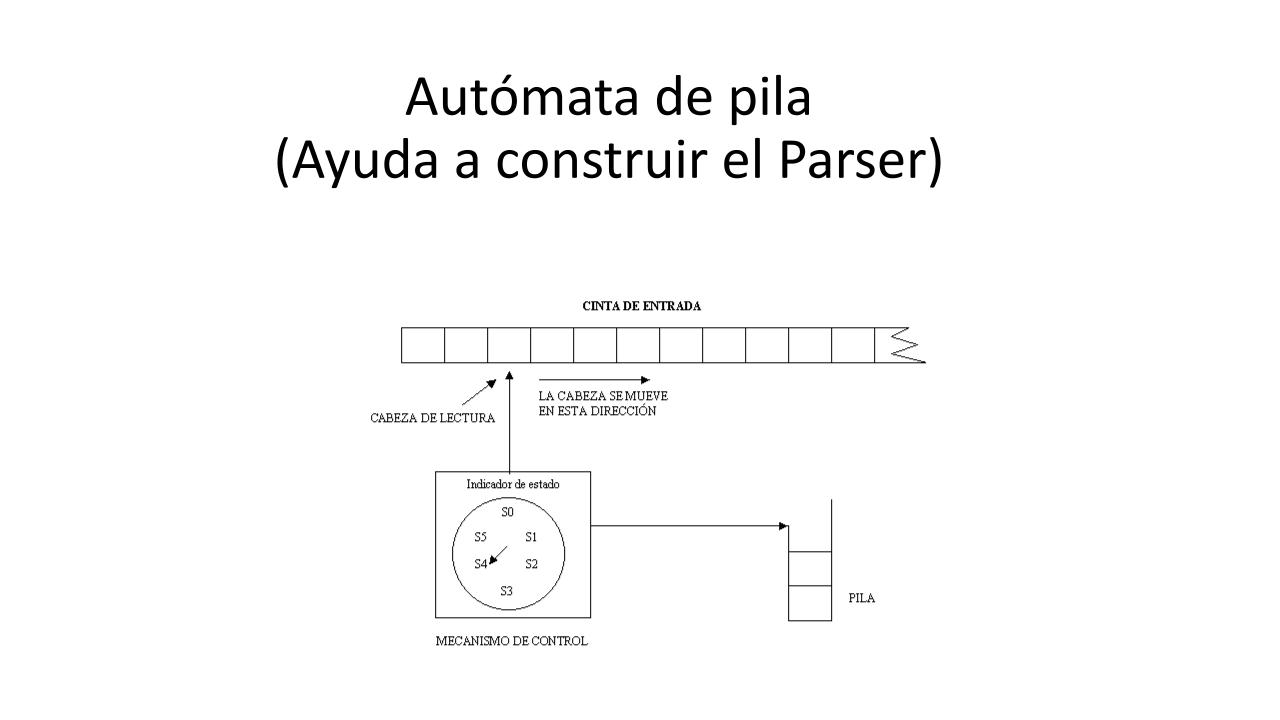 Autómata de pila
(Ayuda a construir el Parser)
CINTA DE ENTRADA
LA CABEZA SE MUEVE
EN ESTA DIRECCIÓN
CABEZA DE LECTURA
Indicador de estado
S0
S5
S1
S4
S2
S3
PILA
MECANISMO DE CONTROL